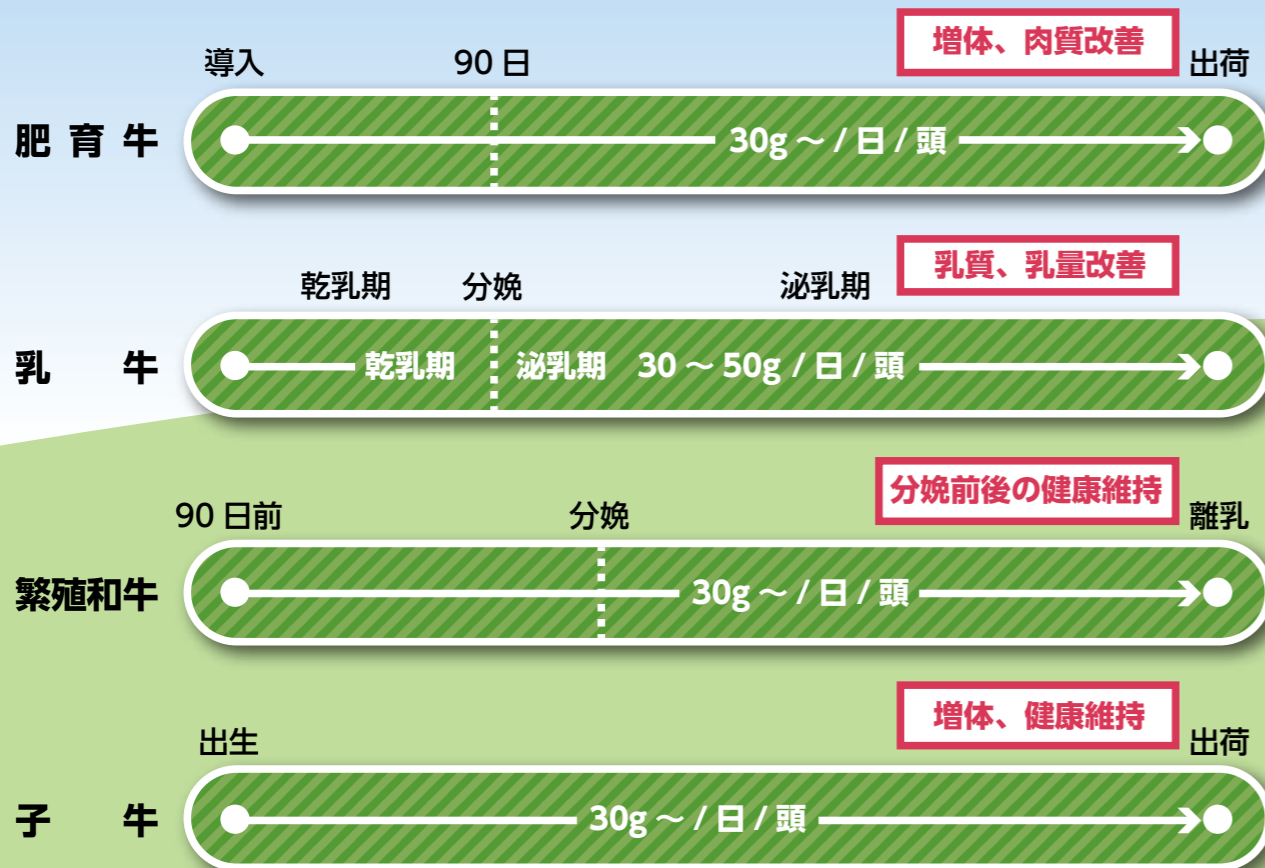 増体、肉質改善
導入 90日 出荷
肥育牛 30g ～ / 日 / 頭
乳質、乳量改善
乾乳期 分娩 泌乳期
乳牛 乾乳期 泌乳期 30 ～ 50g / 日 / 頭
分娩前後の健康維持
90日前 分娩 離乳
繁殖和牛 30g ～ / 日 / 頭
増体、健康維持
出生 出荷
子牛 30g ～ / 日 / 頭